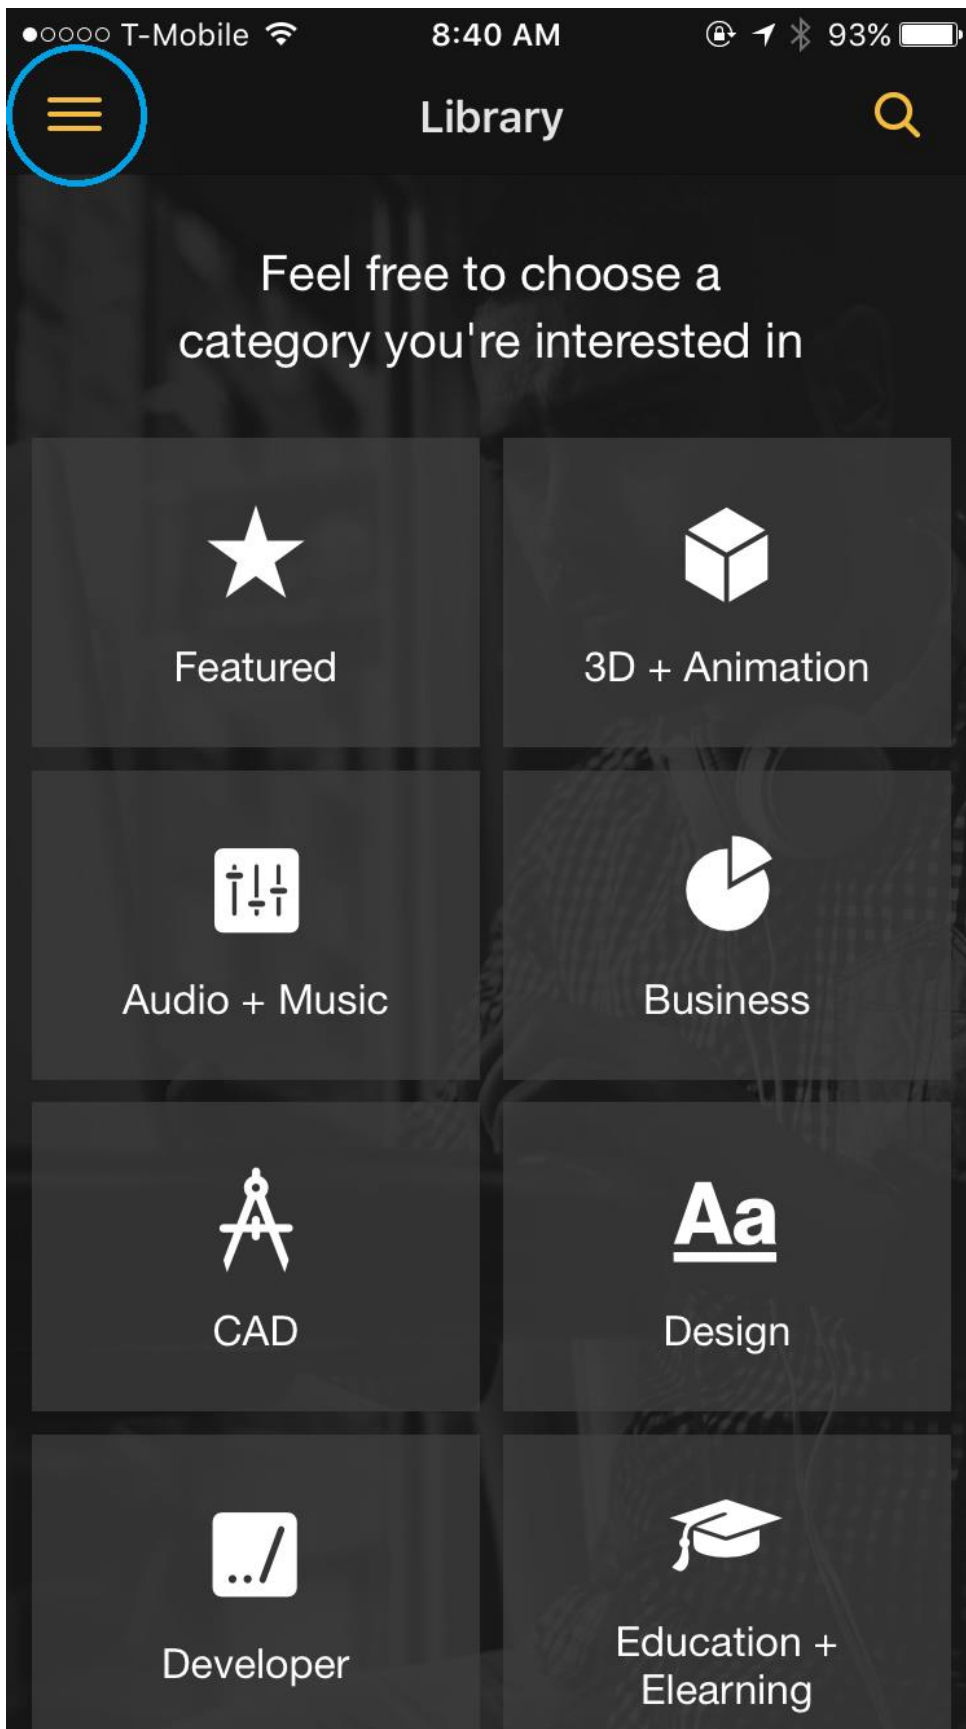 T-Mobile 8:40 AM 93%
Library
Feel free to choose a
category you're interested in
Featured
3D + Animation
Audio + Music
Business
CAD
Aa
Design
../
Developer
Education +
Elearning